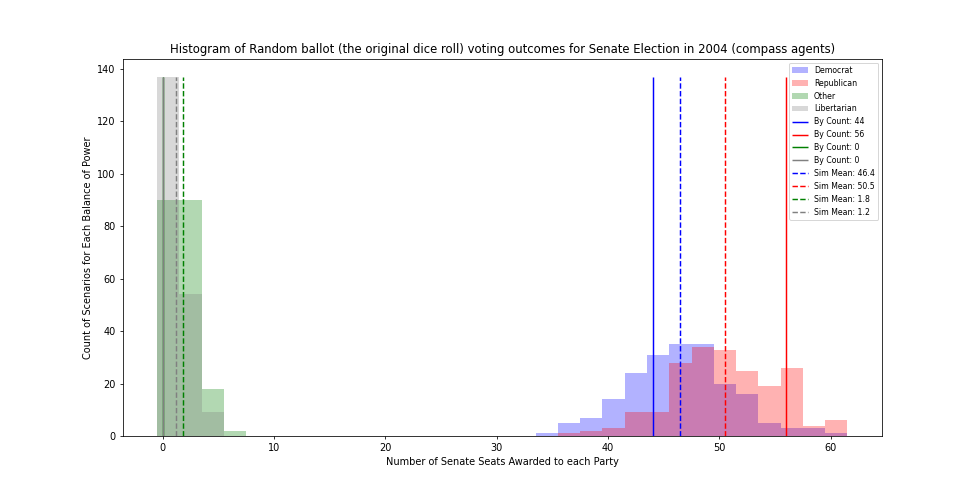 Histogram of Random ballot (the original dice roll) voting outcomes for Senate Election in 2004 (compass agents)
Count of Scenarios for Each Balance of Power
140
120
100
80
60
40
20
0
0
10
20
30
40
50
60
Number of Senate Seats Awarded to each Party
Democrat
Republican
Other
Libertarian
By Count: 44
By Count: 56
By Count: 0
By Count: 0
Sim Mean: 46.4
Sim Mean: 50.5
Sim Mean: 1.8
Sim Mean: 1.2